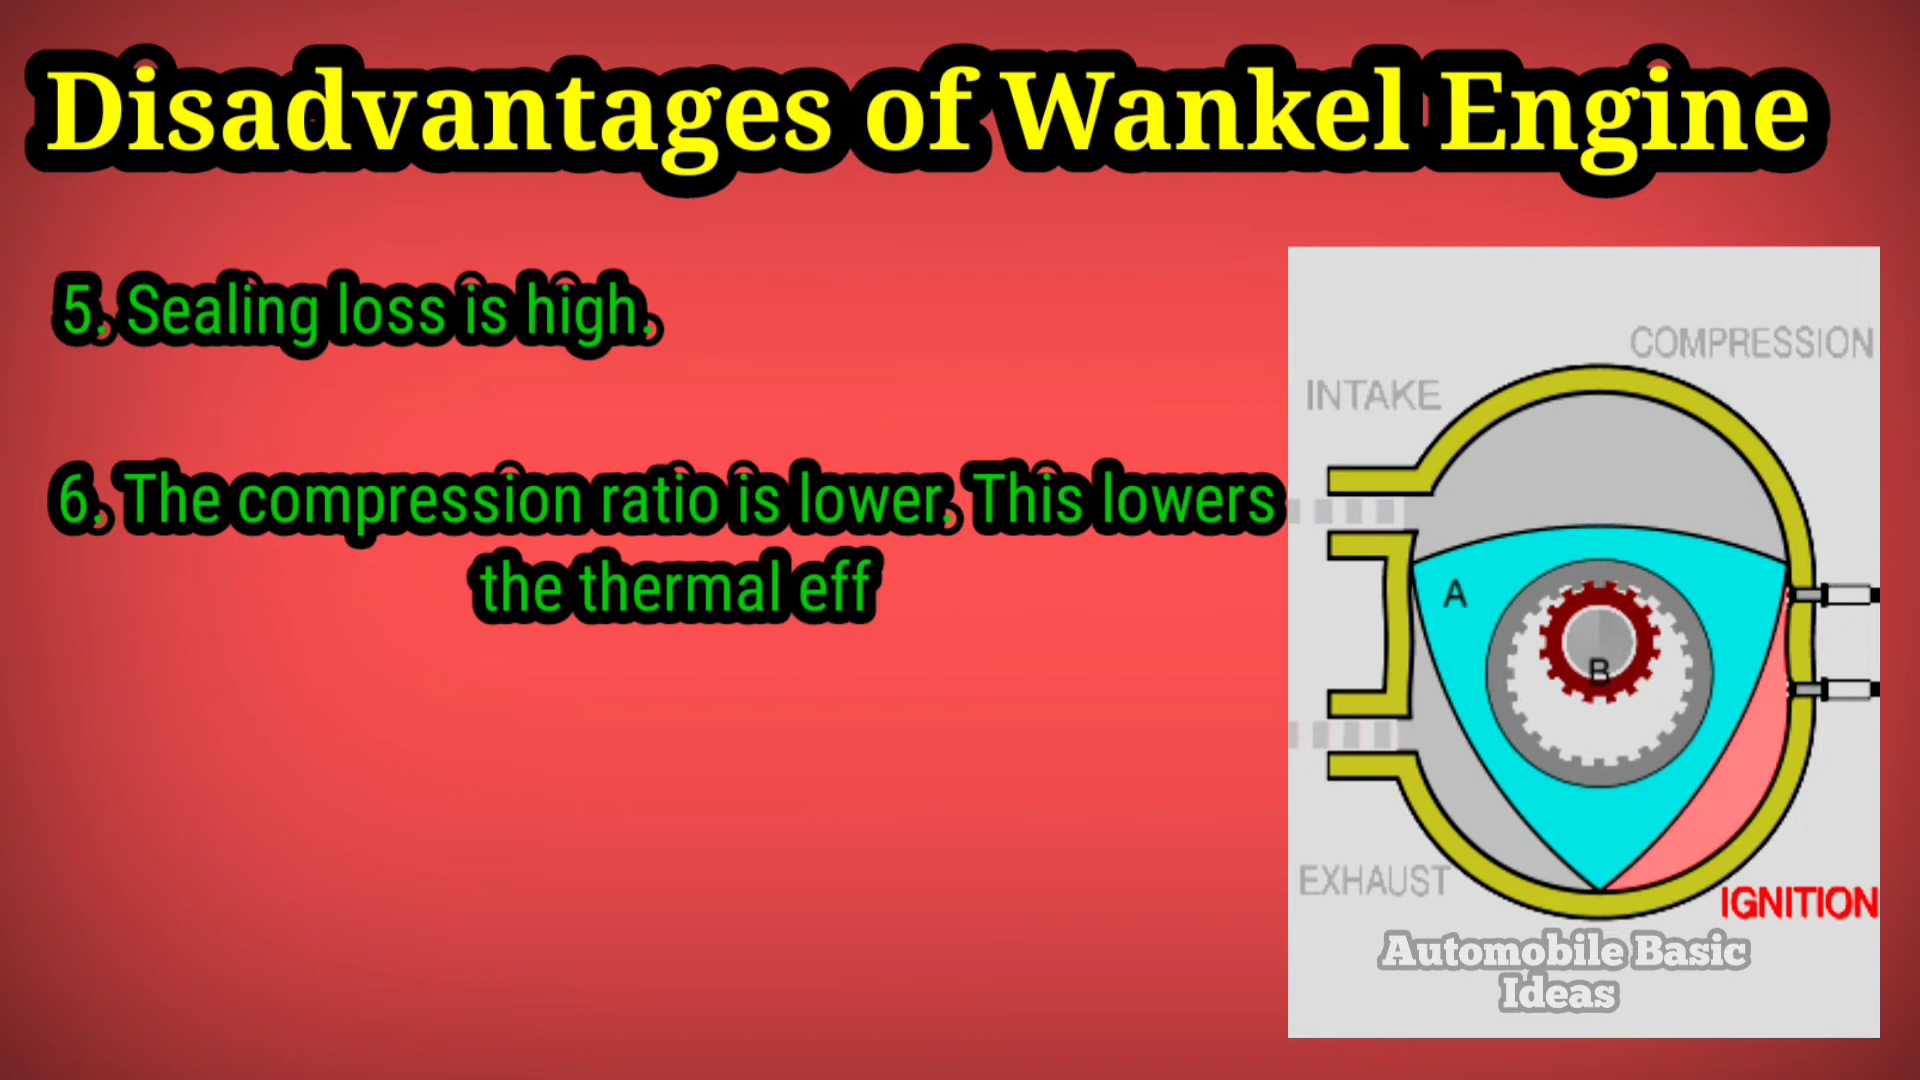 Disadvantages of Wankel Engine
5. Sealing loss is high.
6. The compression ratio is lower. This lowers
the thermal eff
COMPRESSION
INTAKE
A
B
EXHAUST
IGNITION
Automobile Basic
Ideas